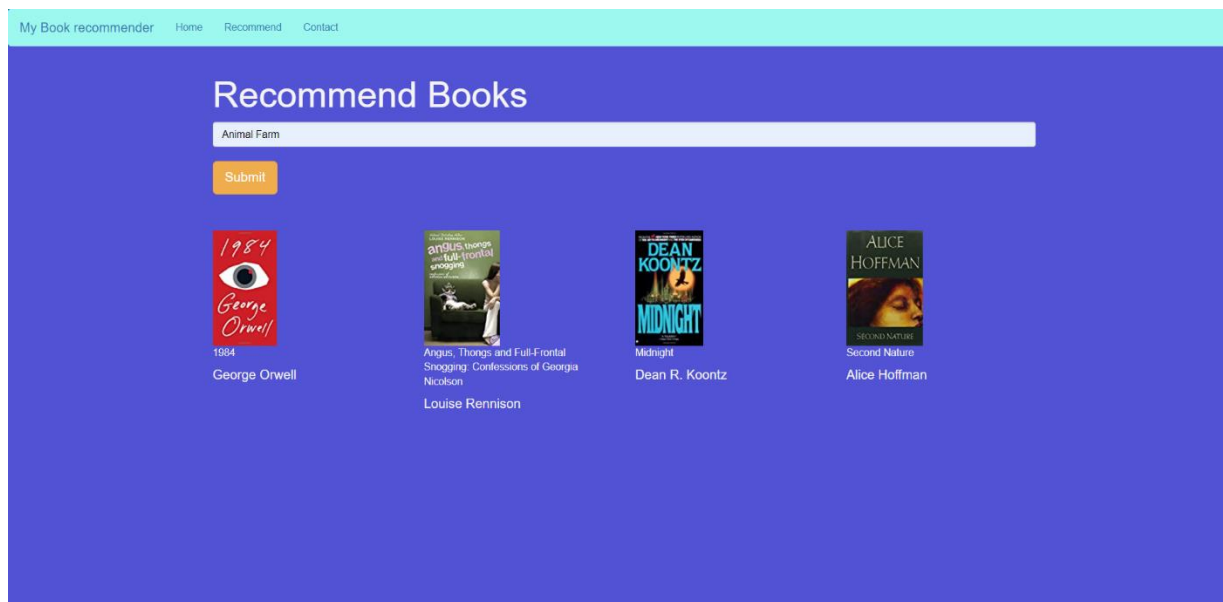 My Book recommender Home Recommend Contact
Recommend Books
Animal Farm
Submit
1984
George
Orwell
angus, thongs
and full-frontal
snogging
DEAN
KOONTZ
MIDNIGHT
ALICE
HOFFMAN
SECOND NATURE
1984
George Orwell
Angus, Thongs and Full-Frontal
Snogging: Confessions of Georgia
Nicolson
Louise Rennison
Midnight
Dean R. Koontz
Second Nature
Alice Hoffman